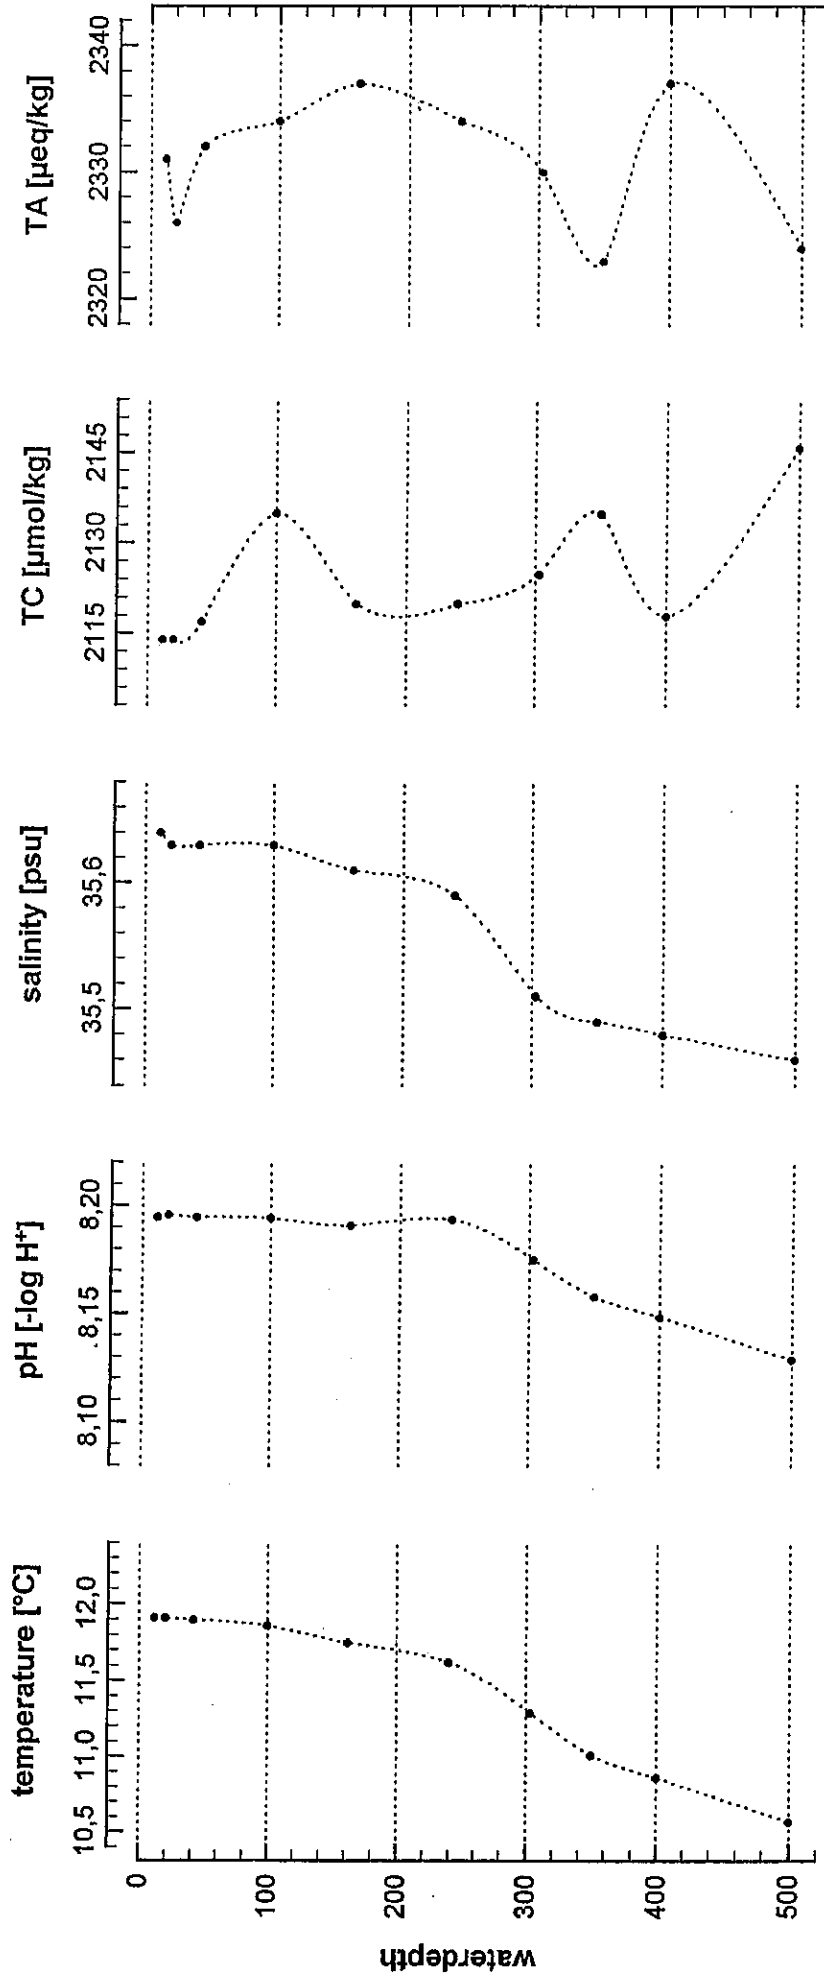 temperature [°C]
10,5 11,0 11,5 12,0
pH [-log H⁺]
8,10 8,15 8,20
salinity [psu]
35,5 35,6
TC [µmol/kg]
2115 2130 2145
TA [µeq/kg]
2320 2330 2340
waterdepth
0
100
200
300
400
500